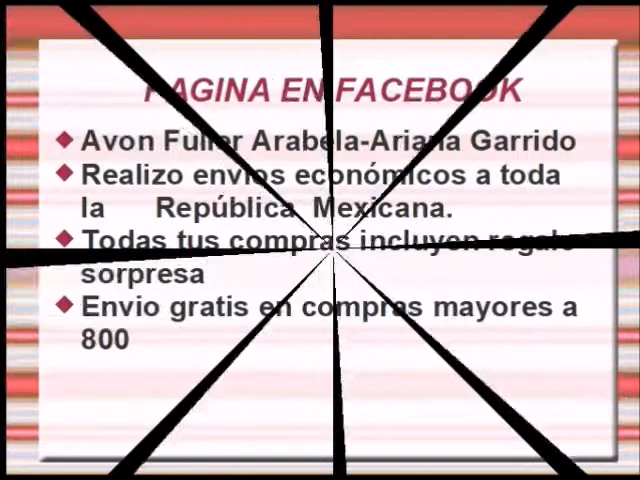 PAGINA EN FACEBOOK
Avon Fuller Arabela-Ariana Garrido
Realizo envios económicos a toda
la República Mexicana.
Todas tus compras incluyen regalo
sorpresa
Envio gratis en compras mayores a
800